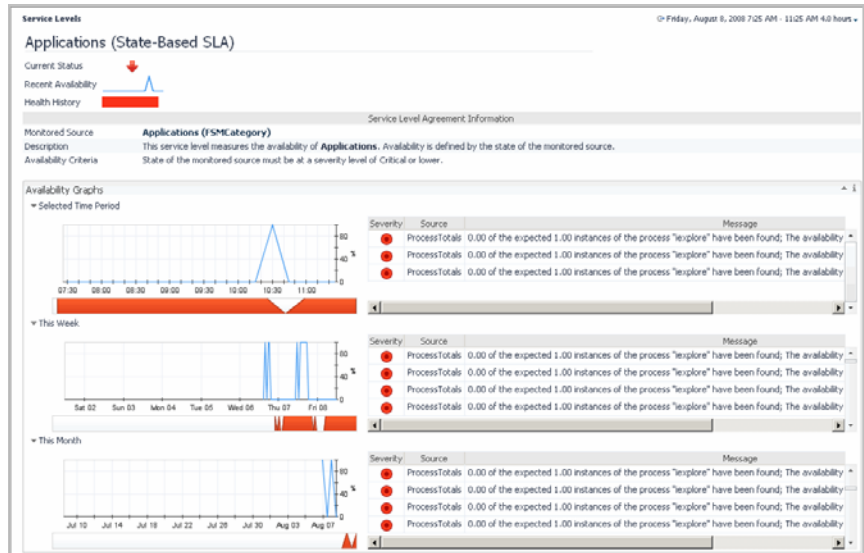 Service Levels
Friday, August 8, 2008 7:25 AM - 11:25 AM 4.0 hours
Applications (State-Based SLA)
Current Status
Recent Availability
Health History
Service Level Agreement Information
Monitored Source Applications (FSMCategory)
Description This service level measures the availability of Applications. Availability is defined by the state of the monitored source.
Availability Criteria State of the monitored source must be at a severity level of Critical or lower.
Availability Graphs
Selected Time Period
Severity Source Message
ProcessTotals 0.00 of the expected 1.00 instances of the process "iexplore" have been found; The availability
ProcessTotals 0.00 of the expected 1.00 instances of the process "iexplore" have been found; The availability
ProcessTotals 0.00 of the expected 1.00 instances of the process "iexplore" have been found; The availability
80
40
%
0
07:30 08:00 08:30 09:00 09:30 10:00 10:30 11:00
This Week
Severity Source Message
ProcessTotals 0.00 of the expected 1.00 instances of the process "iexplore" have been found; The availability
ProcessTotals 0.00 of the expected 1.00 instances of the process "iexplore" have been found; The availability
ProcessTotals 0.00 of the expected 1.00 instances of the process "iexplore" have been found; The availability
ProcessTotals 0.00 of the expected 1.00 instances of the process "iexplore" have been found; The availability
80
40
%
0
Sat 02 Sun 03 Mon 04 Tue 05 Wed 06 Thu 07 Fri 08
This Month
Severity Source Message
ProcessTotals 0.00 of the expected 1.00 instances of the process "iexplore" have been found; The availability
ProcessTotals 0.00 of the expected 1.00 instances of the process "iexplore" have been found; The availability
ProcessTotals 0.00 of the expected 1.00 instances of the process "iexplore" have been found; The availability
ProcessTotals 0.00 of the expected 1.00 instances of the process "iexplore" have been found; The availability
80
40
%
0
Jul 10 Jul 14 Jul 18 Jul 22 Jul 26 Jul 30 Aug 03 Aug 07